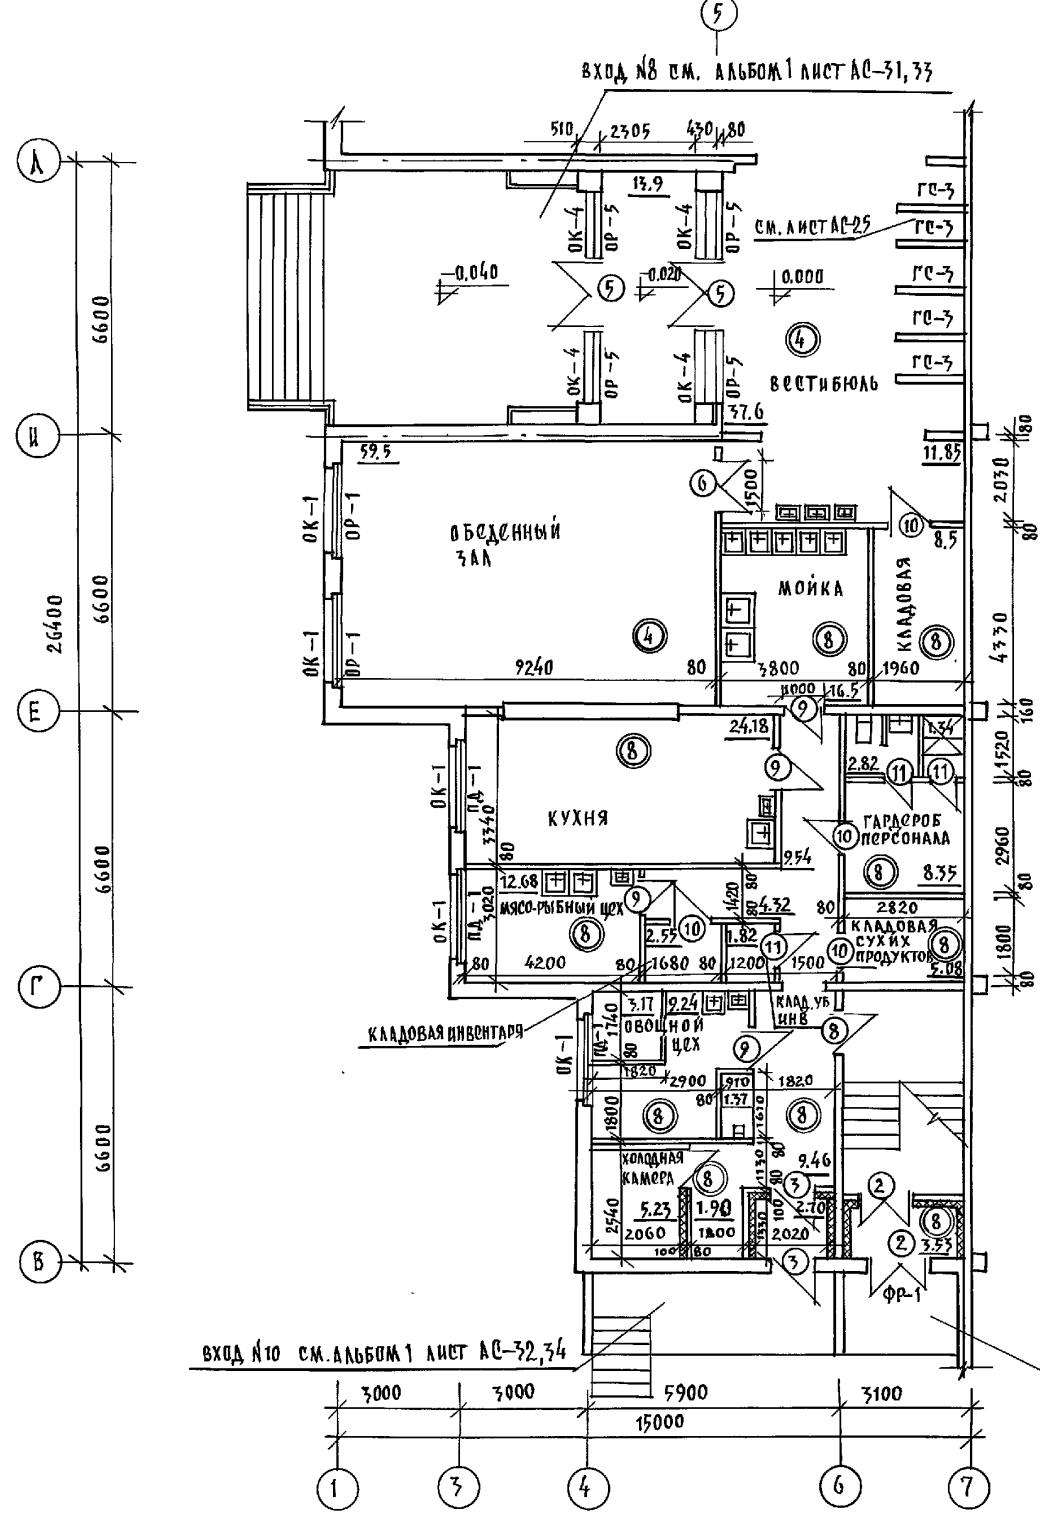 5
ВХОД №8 СМ. АЛЬБОМ 1 ЛИСТ АС-31,33
510 2305 430 80
Л
13.9
ГС-3
ОК-4 ОР-5 ОК-4 ОР-5
СМ. ЛИСТ АС-25
ГС-3
-0,040 -0.020 0.000
ГС-3
5 5
6600
ГС-3
4
ОК-4 ОР-5 ОК-4 ОР-5
ГС-3
ВЕСТИБЮЛЬ
37.6
И
80
59.5
11.85
6
1500
2030
ОК-1 ОР-1
ОБЕДЕННЫЙ
ЗАЛ
10
8.5
80
МОЙКА
КЛАДОВАЯ
6600
26400
4
8
8
4330
ОК-1 ОР-1
9240 80 3800 80 1960
1000 16.5
Е
9
160
24.18
1.34
8
1520
2.82 11 11
9
80
ОК-1 ПД-1
КУХНЯ
3340
10
ГАРДЕРОБ
ПЕРСОНАЛА
2960
80
9.54
8
8.35
80
6600
12.68
3020
МЯСО-РЫБНЫЙ ЦЕХ
9
1420
80
80
4.32
80 2820
ОК-1 ПД-1
8
2.55 10 1.82 11
КЛАДОВАЯ
СУХИХ
ПРОДУКТОВ
8
10
5.08
1800
80 4200 80 1680 80 1200 1500
80
Г
КЛАДОВАЯ ИНВЕНТАРЯ
3.17 9.24
КЛАД. УБ
ИНВ
8
1740
ОВОЩНОЙ
ЦЕХ
9
ОК-1 ПД-1
80
1820
2900 910 1820
80 1.37
1800
8
1610
8
6600
ХОЛОДНАЯ
КАМЕРА
8
1130
80
80
9.46
3
2
2540
5.23 1.90
1330
100
2.70
8
2060 1800 2020
2 3.53
100 80
3
В
ФР-1
ВХОД №10 СМ. АЛЬБОМ 1 ЛИСТ АС-32,34
3000 3000 5900 3100
15000
1 3 4 6 7